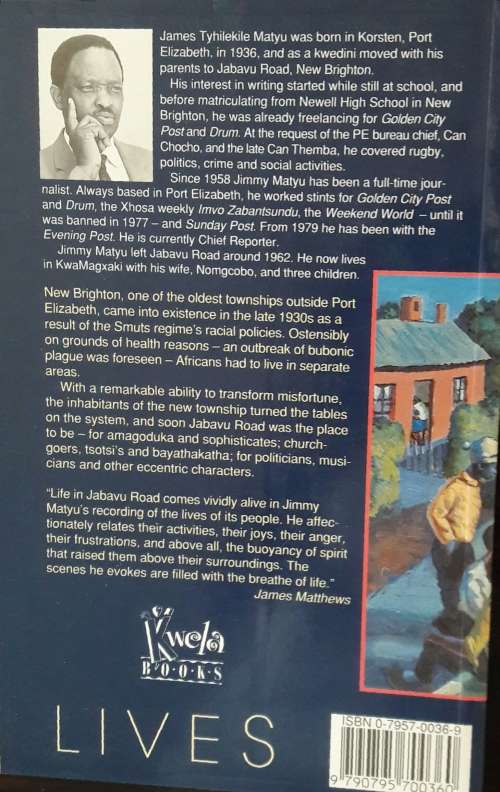 James Tyhilekile Matyu was born in Korsten, Port
Elizabeth, in 1936, and as a kwedini moved with his
parents to Jabavu Road, New Brighton.
His interest in writing started while still at school, and
before matriculating from Newell High School in New
Brighton, he was already freelancing for Golden City
Post and Drum. At the request of the PE bureau chief, Can
Chocho, and the late Can Themba, he covered rugby,
politics, crime and social activities.
Since 1958 Jimmy Matyu has been a full-time jour-
nalist. Always based in Port Elizabeth, he worked stints for Golden City Post
and Drum, the Xhosa weekly Imvo Zabantsundu, the Weekend World – until it
was banned in 1977 – and Sunday Post. From 1979 he has been with the
Evening Post. He is currently Chief Reporter.
Jimmy Matyu left Jabavu Road around 1962. He now lives
in KwaMagxaki with his wife, Nomgcobo, and three children.
New Brighton, one of the oldest townships outside Port
Elizabeth, came into existence in the late 1930s as a
result of the Smuts regime's racial policies. Ostensibly
on grounds of health reasons – an outbreak of bubonic
plague was foreseen – Africans had to live in separate
areas.
With a remarkable ability to transform misfortune,
the inhabitants of the new township turned the tables
on the system, and soon Jabavu Road was the place
to be – for amagoduka and sophisticates; church-
goers, tsotsi's and bayathakatha; for politicians, musi-
cians and other eccentric characters.
"Life in Jabavu Road comes vividly alive in Jimmy
Matyu's recording of the lives of its people. He affec-
tionately relates their activities, their joys, their anger,
their frustrations, and above all, the buoyancy of spirit
that raised them above their surroundings. The
scenes he evokes are filled with the breathe of life."
James Matthews
Kwela
B·O·O·K·S
LIVES
ISBN 0-7957-0036-9
9 790795 700360